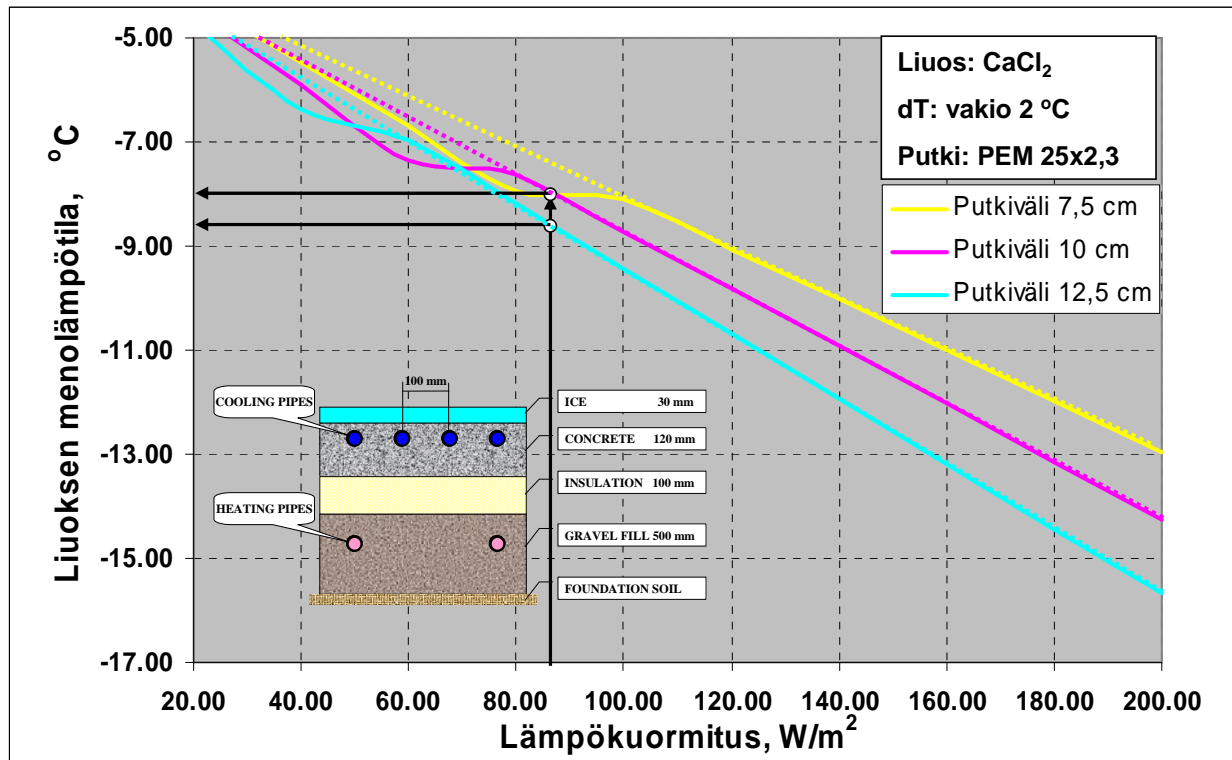 -5.00
-7.00
-9.00
-11.00
-13.00
-15.00
-17.00
Liuoksen menolämpötila, °C
Liuos: CaCl₂
dT: vakio 2 ºC
Putki: PEM 25x2,3
Putkiväli 7,5 cm
Putkiväli 10 cm
Putkiväli 12,5 cm
100 mm
COOLING PIPES
HEATING PIPES
ICE 30 mm
CONCRETE 120 mm
INSULATION 100 mm
GRAVEL FILL 500 mm
FOUNDATION SOIL
20.00 40.00 60.00 80.00 100.00 120.00 140.00 160.00 180.00 200.00
Lämpökuormitus, W/m²